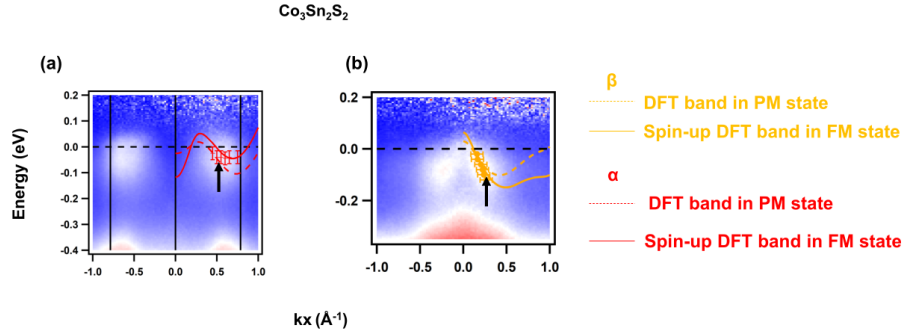 Co₃Sn₂S₂
(a)
(b)
0.2
0.1
0.0
-0.1
-0.2
-0.3
-0.4
-1.0 -0.5 0.0 0.5 1.0
0.2
0.0
-0.2
-1.0 -0.5 0.0 0.5 1.0
Energy (eV)
kx (Å⁻¹)
β
DFT band in PM state
Spin-up DFT band in FM state
α
DFT band in PM state
Spin-up DFT band in FM state